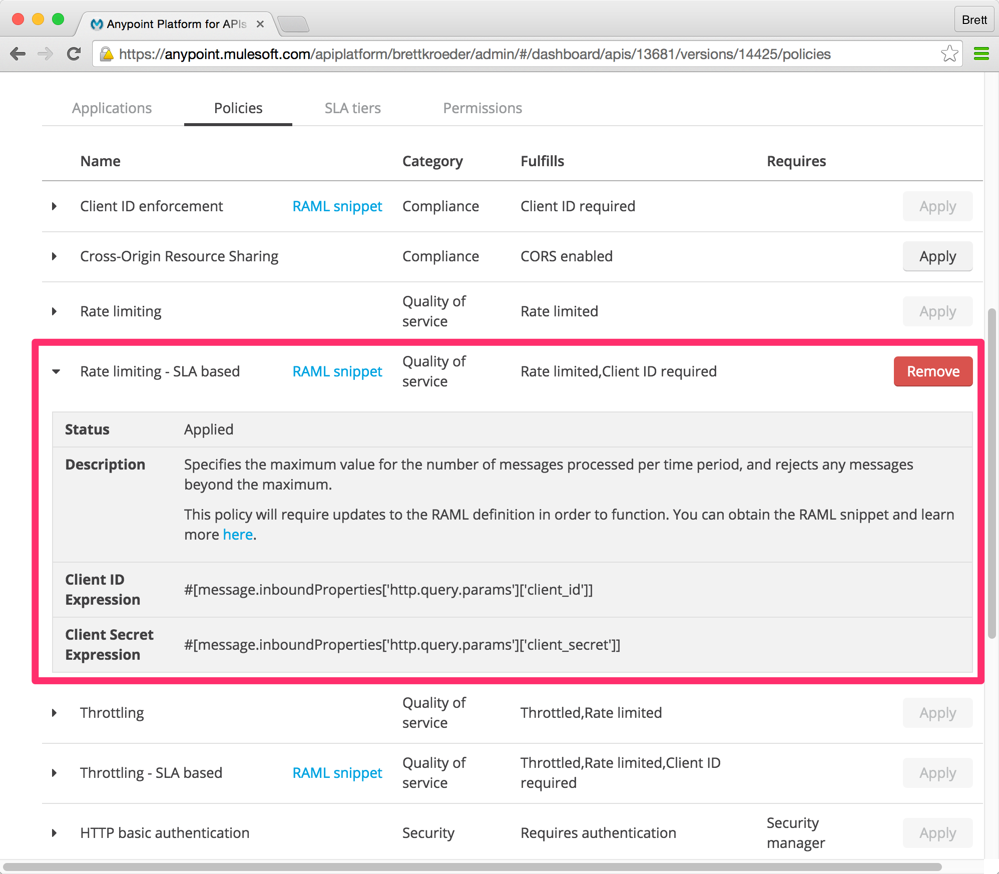 Anypoint Platform for APIs
Brett
https://anypoint.mulesoft.com/apiplatform/brettkroeder/admin/#/dashboard/apis/13681/versions/14425/policies
Applications Policies SLA tiers Permissions
Name Category Fulfills Requires
Client ID enforcement RAML snippet Compliance Client ID required Apply
Cross-Origin Resource Sharing Compliance CORS enabled Apply
Rate limiting Quality of service Rate limited Apply
Rate limiting - SLA based RAML snippet Quality of service Rate limited,Client ID required Remove
Status Applied
Description Specifies the maximum value for the number of messages processed per time period, and rejects any messages
beyond the maximum.
This policy will require updates to the RAML definition in order to function. You can obtain the RAML snippet and learn
more here.
Client ID Expression #[message.inboundProperties['http.query.params']['client_id']]
Client Secret Expression #[message.inboundProperties['http.query.params']['client_secret']]
Throttling Quality of service Throttled,Rate limited Apply
Throttling - SLA based RAML snippet Quality of service Throttled,Rate limited,Client ID required Apply
HTTP basic authentication Security Requires authentication Security manager Apply